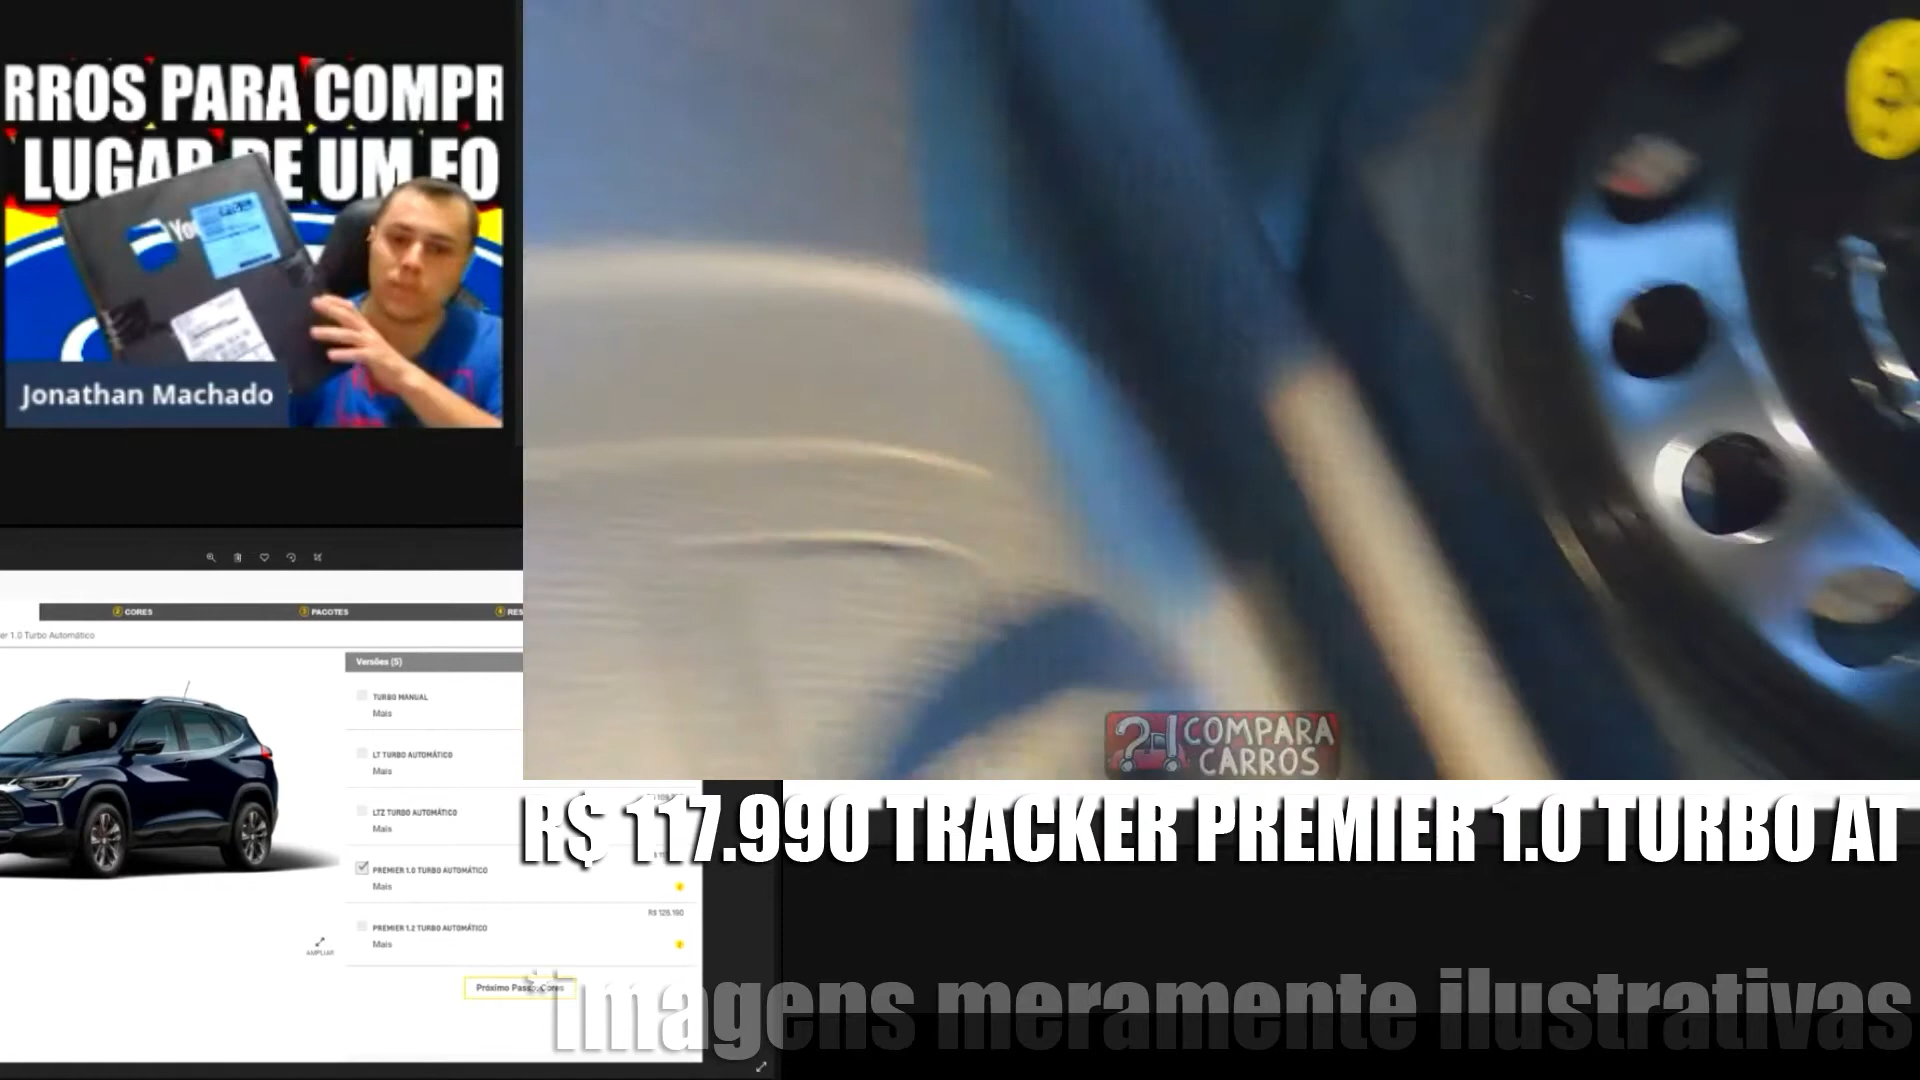 RROS PARA COMPR
LUGAR DE UM FO
You
Jonathan Machado
CORES
PACOTES
RES
er 1.0 Turbo Automático
Versões (5)
TURBO MANUAL
Mais
LT TURBO AUTOMÁTICO
Mais
LTZ TURBO AUTOMÁTICO
Mais
PREMIER 1.0 TURBO AUTOMÁTICO
Mais
PREMIER 1.2 TURBO AUTOMÁTICO
Mais
AMPLIAR
Próximo Passo: Cores
COMPARA
CARROS
R$ 117.990 TRACKER PREMIER 1.0 TURBO AT
*imagens meramente ilustrativas